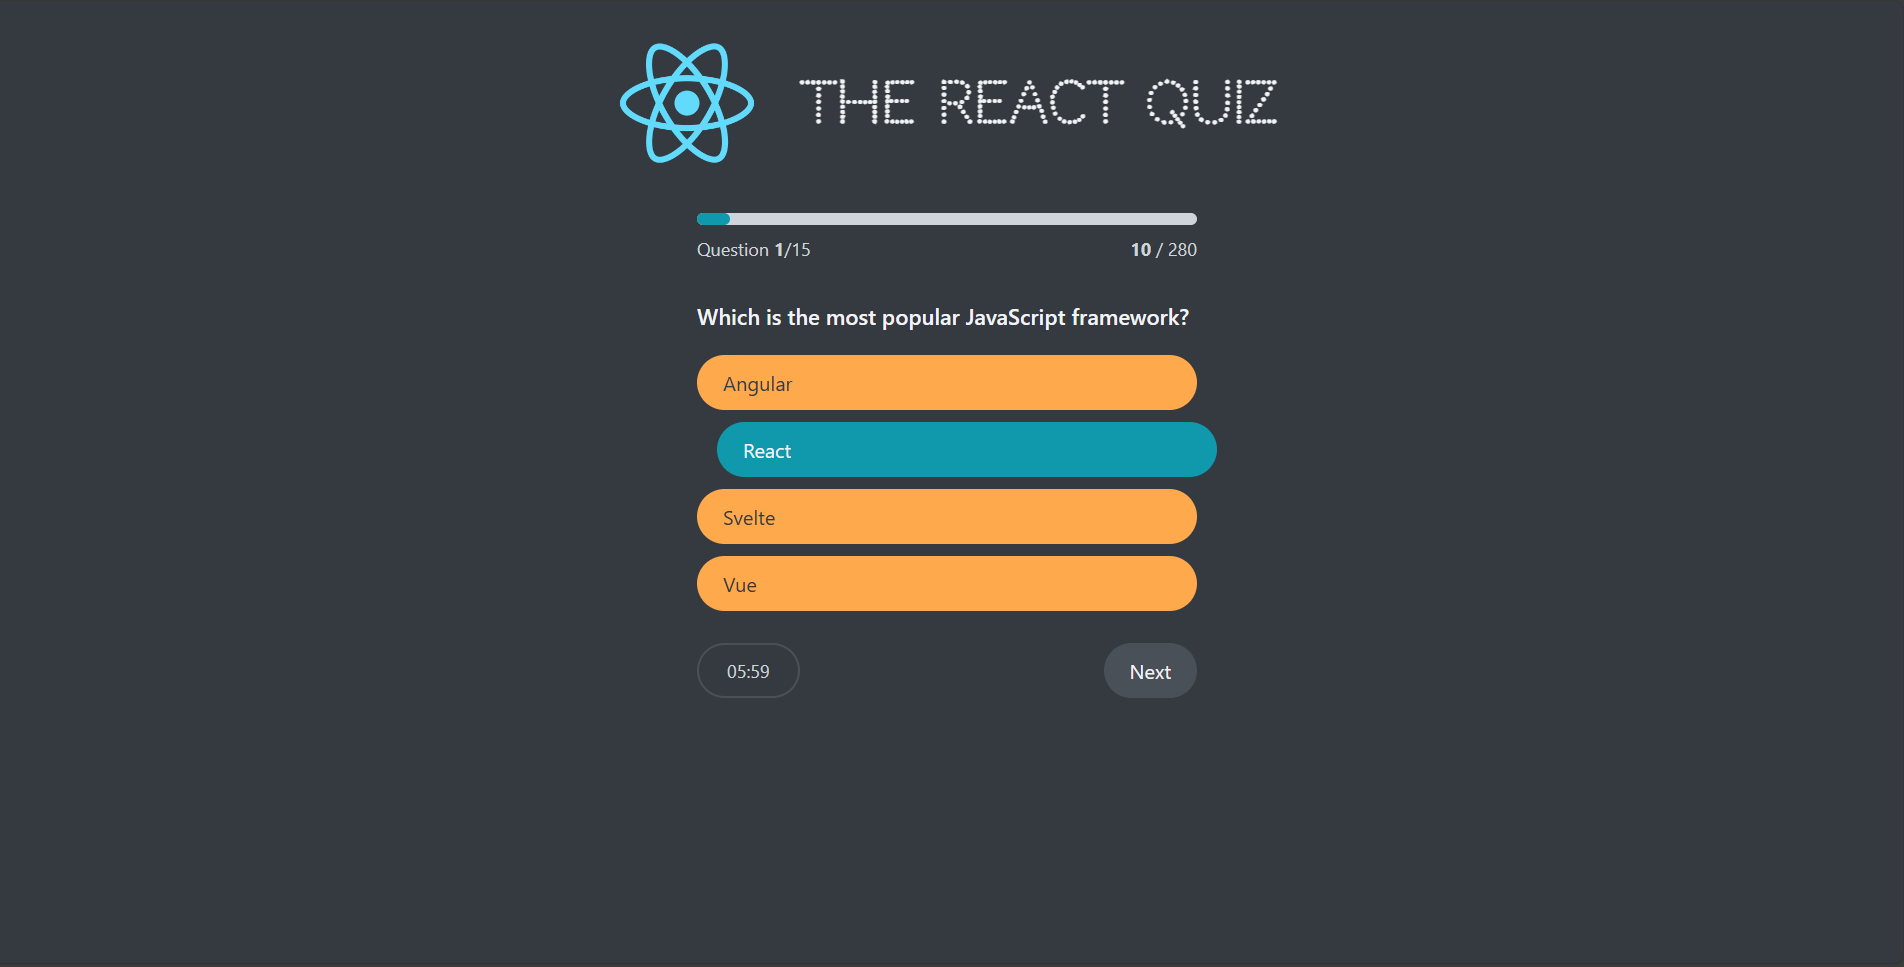 THE REACT QUIZ
Question 1/15
10 / 280
Which is the most popular JavaScript framework?
Angular
React
Svelte
Vue
05:59
Next